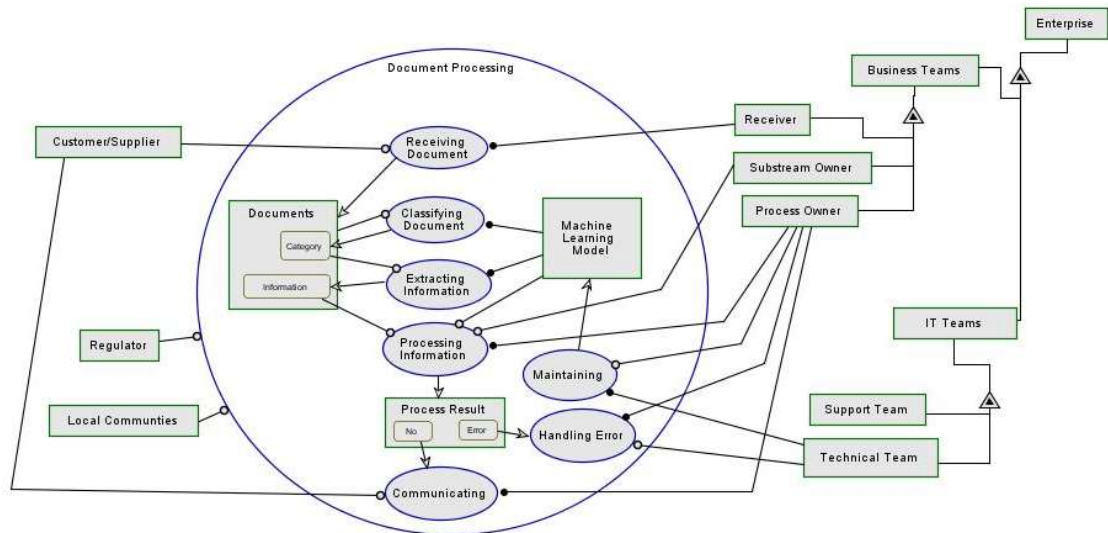 Enterprise
Document Processing
Business Teams
Customer/Supplier
Receiving
Document
Receiver
Substream Owner
Documents
Category
Information
Classifying
Document
Machine
Learning
Model
Process Owner
Extracting
Information
Regulator
Processing
Information
IT Teams
Maintaining
Local Communties
Process Result
No
Error
Handling Error
Support Team
Technical Team
Communicating